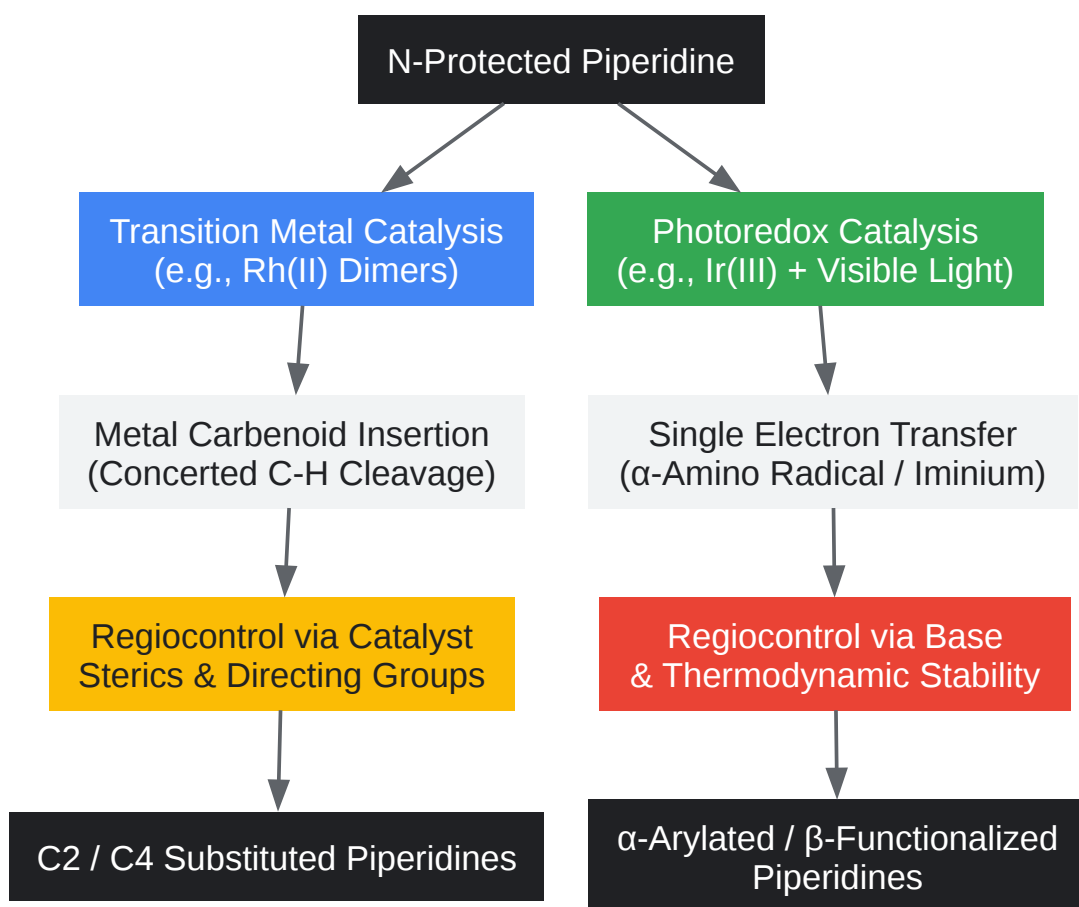 N-Protected Piperidine
Transition Metal Catalysis
(e.g., Rh(II) Dimers)
Photoredox Catalysis
(e.g., Ir(III) + Visible Light)
Metal Carbenoid Insertion
(Concerted C-H Cleavage)
Single Electron Transfer
(α-Amino Radical / Iminium)
Regiocontrol via Catalyst
Sterics & Directing Groups
Regiocontrol via Base
& Thermodynamic Stability
C2 / C4 Substituted Piperidines
α-Arylated / β-Functionalized
Piperidines